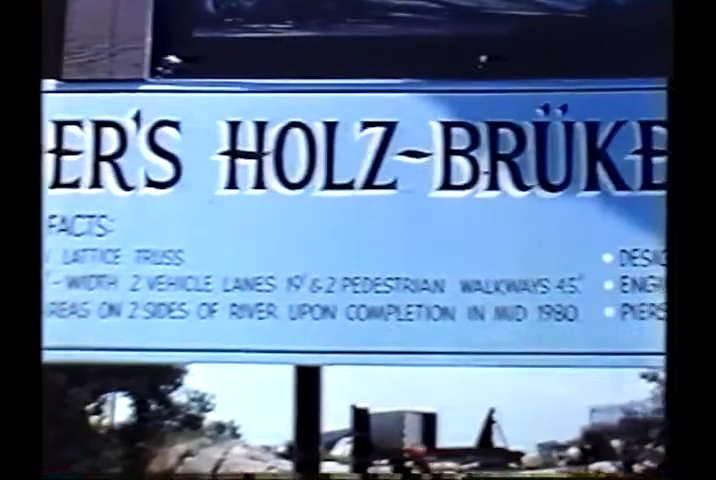 ER'S HOLZ-BRÜKE
FACTS:
LATTICE TRUSS
• DESIG
- WIDTH 2 VEHICLE LANES 19' & 2 PEDESTRIAN WALKWAYS 4.5'
• ENGI
REAS ON 2 SIDES OF RIVER UPON COMPLETION IN MID 1980
• PIERS